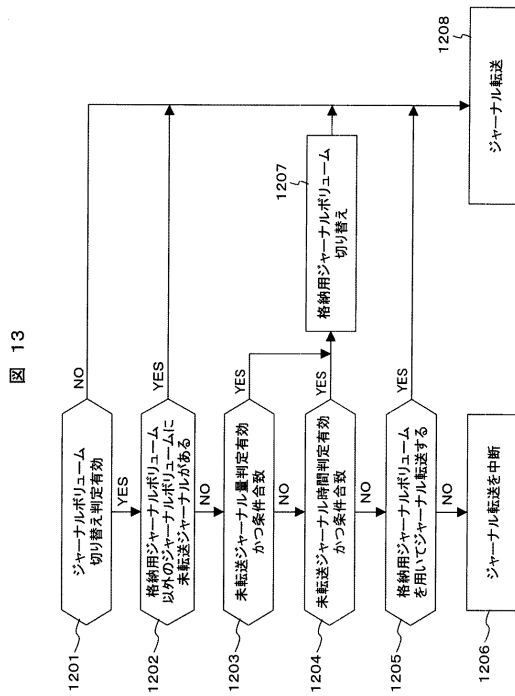 図 13
1201
ジャーナルボリューム
切り替え判定有効
NO
YES
1202
格納用ジャーナルボリューム
以外のジャーナルボリュームに
未転送ジャーナルがある
YES
NO
1203
未転送ジャーナル量判定有効
かつ条件合致
YES
NO
1207
格納用ジャーナルボリューム
切り替え
1204
未転送ジャーナル時間判定有効
かつ条件合致
YES
NO
1205
格納用ジャーナルボリューム
を用いてジャーナル転送する
YES
NO
1206
ジャーナル転送を中断
1208
ジャーナル転送